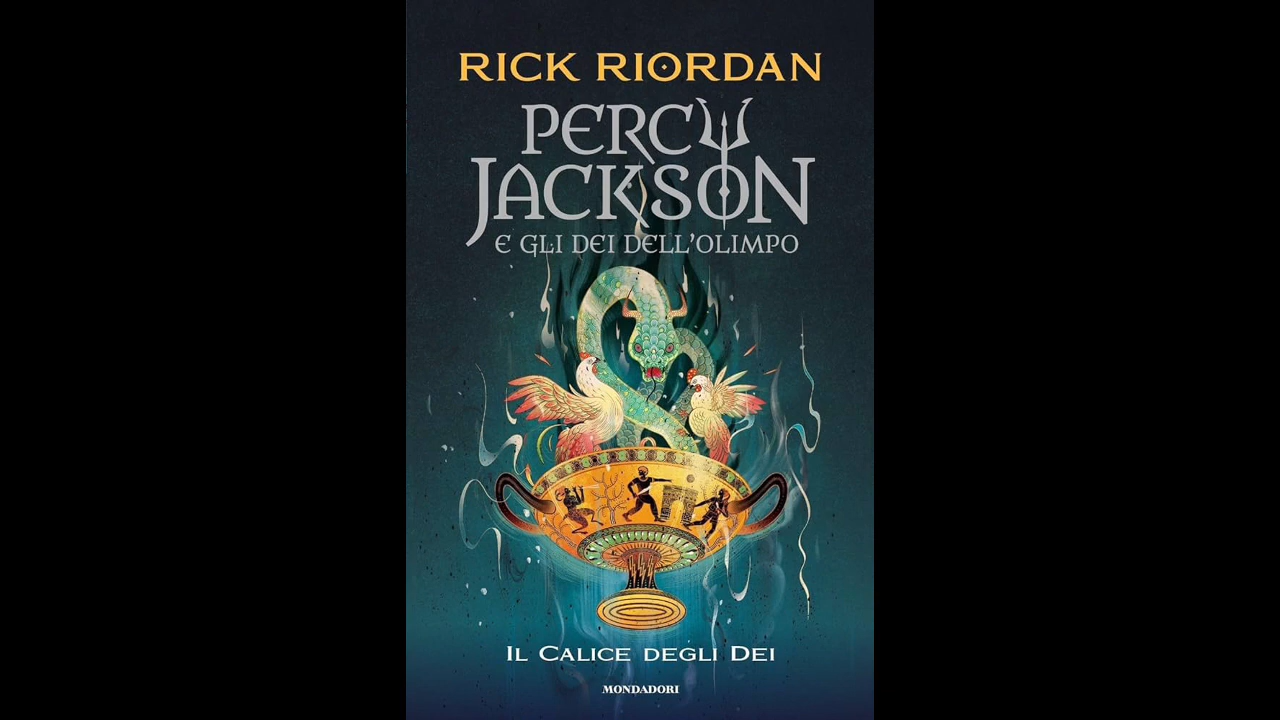 RICK RIORDAN
PERCY
JACKSON
E GLI DEI DELL'OLIMPO
IL CALICE DEGLI DEI
MONDADORI